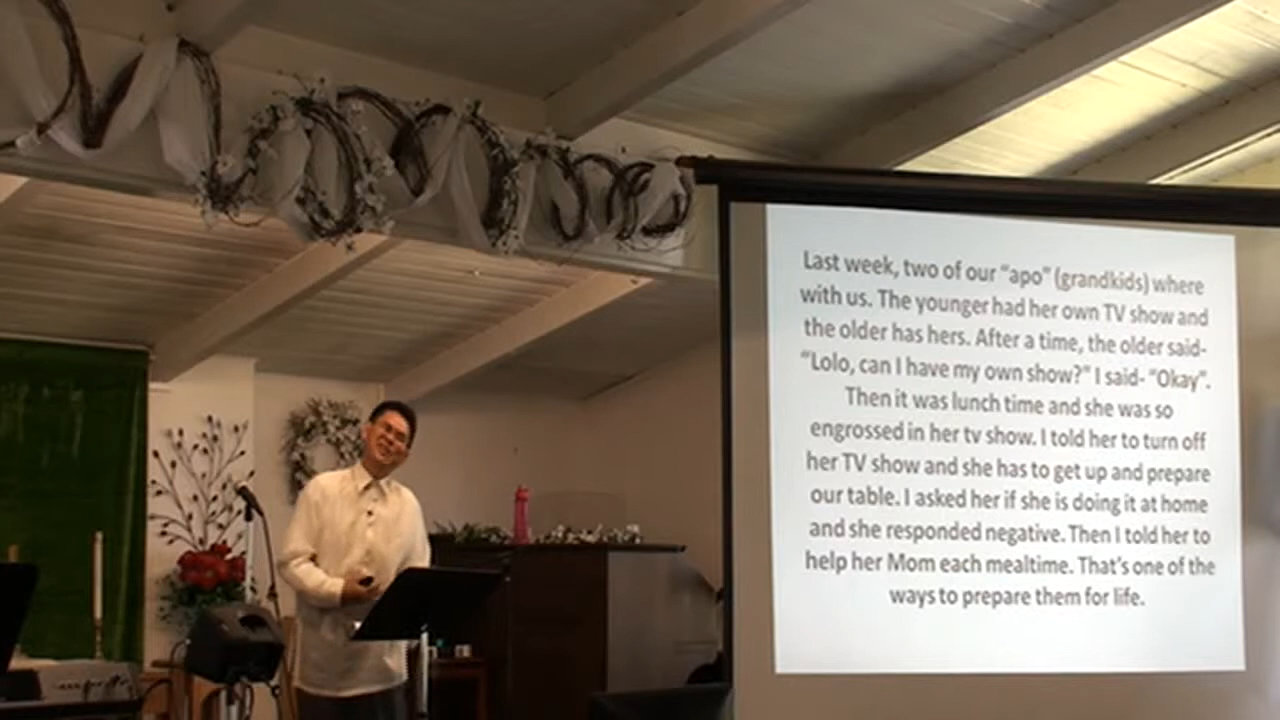 Last week, two of our “apo” (grandkids) where
with us. The younger had her own TV show and
the older has hers. After a time, the older said-
“Lolo, can I have my own show?” I said- “Okay”.
Then it was lunch time and she was so
engrossed in her tv show. I told her to turn off
her TV show and she has to get up and prepare
our table. I asked her if she is doing it at home
and she responded negative. Then I told her to
help her Mom each mealtime. That’s one of the
ways to prepare them for life.